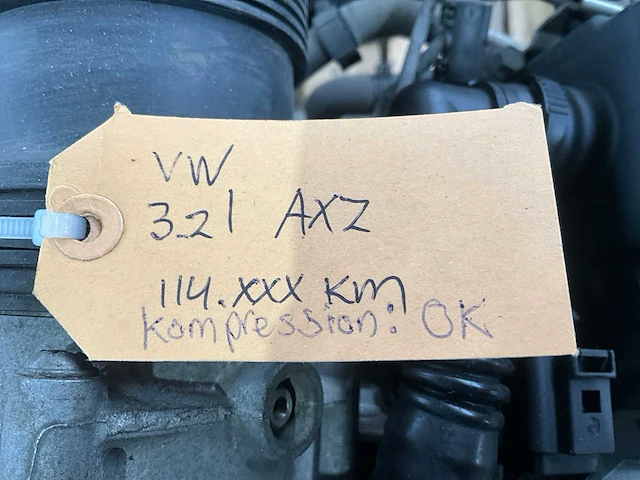 VW
3.2l AXZ
114.xxx km
Kompression: OK